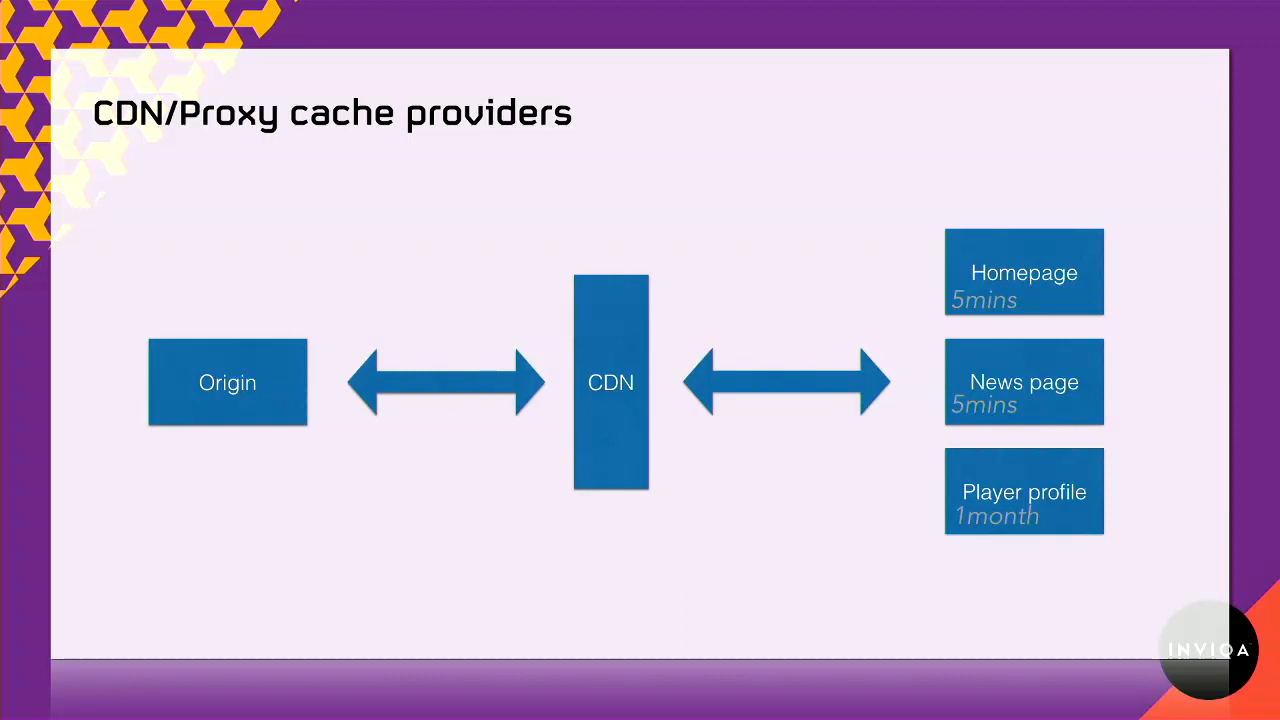 CDN/Proxy cache providers
Origin
CDN
Homepage
5mins
News page
5mins
Player profile
1month
INVIQA